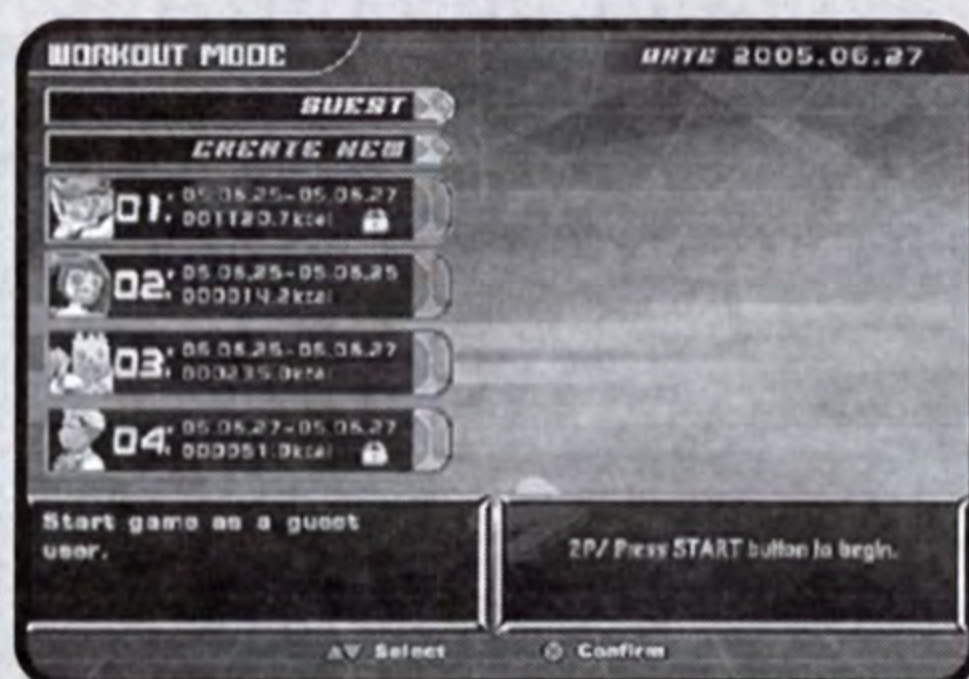 WORKOUT MODE
DATE 2005.06.27
GUEST
CREATE NEW
01. 05.06.25-05.06.27
001120.7kcal
02. 05.06.25-05.06.25
000014.2kcal
03. 05.06.25-05.06.27
000235.0kcal
04. 05.06.27-05.06.27
000051.0kcal
Start game as a guest
user.
2P/ Press START button to begin.
Select
Confirm